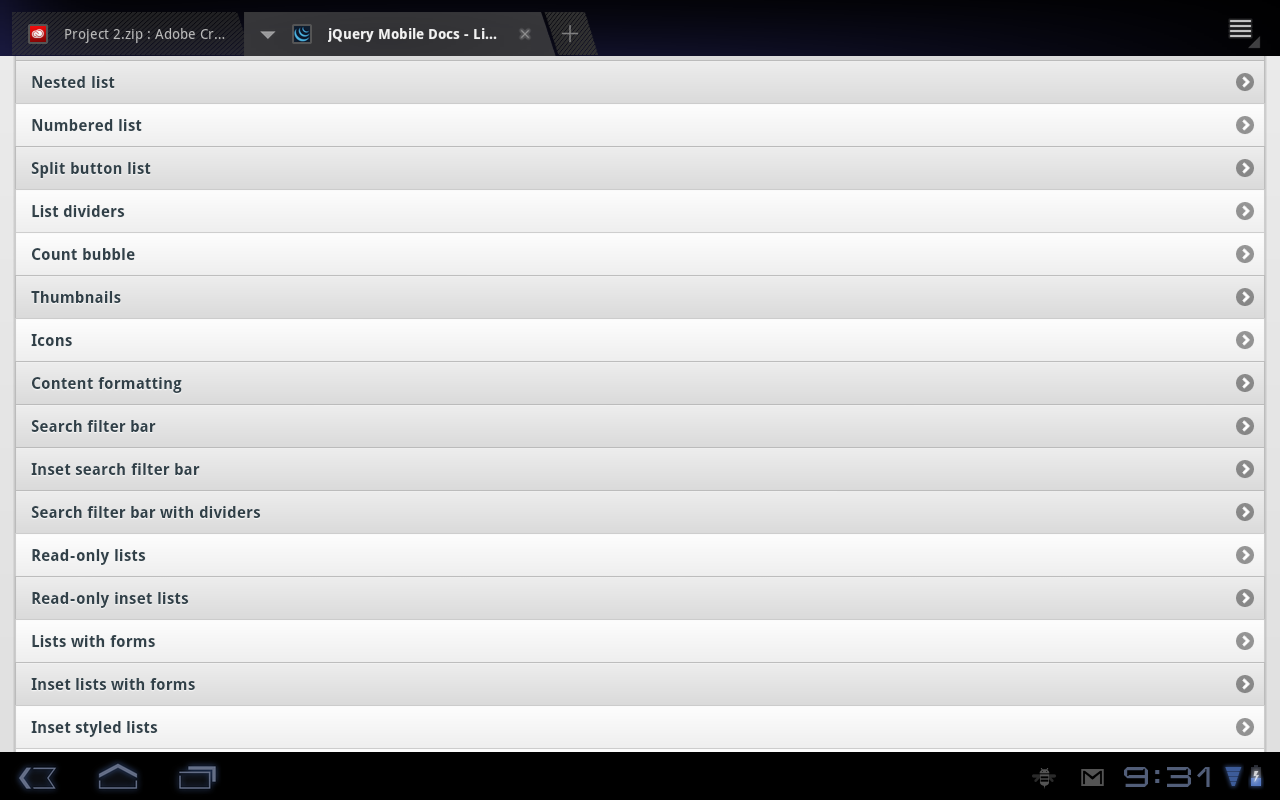 Project 2.zip : Adobe Cr...
jQuery Mobile Docs - Li...
Nested list
Numbered list
Split button list
List dividers
Count bubble
Thumbnails
Icons
Content formatting
Search filter bar
Inset search filter bar
Search filter bar with dividers
Read-only lists
Read-only inset lists
Lists with forms
Inset lists with forms
Inset styled lists
9:31